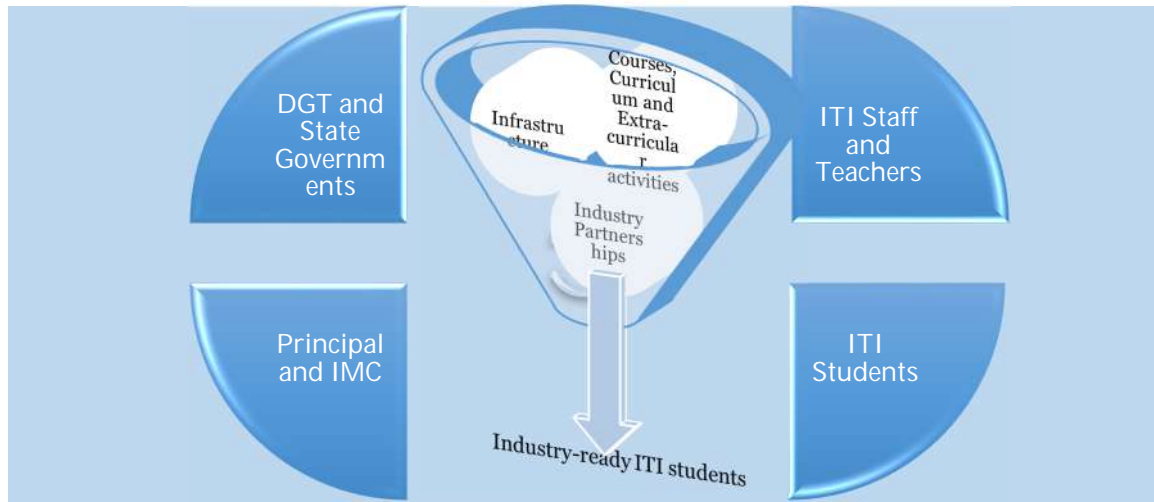 DGT and
State
Governm
ents
Infrastru
cture
Courses,
Curricul
um and
Extra-
curricula
r
activities
Industry
Partners
hips
ITI Staff
and
Teachers
Principal
and IMC
ITI
Students
Industry-ready ITI students